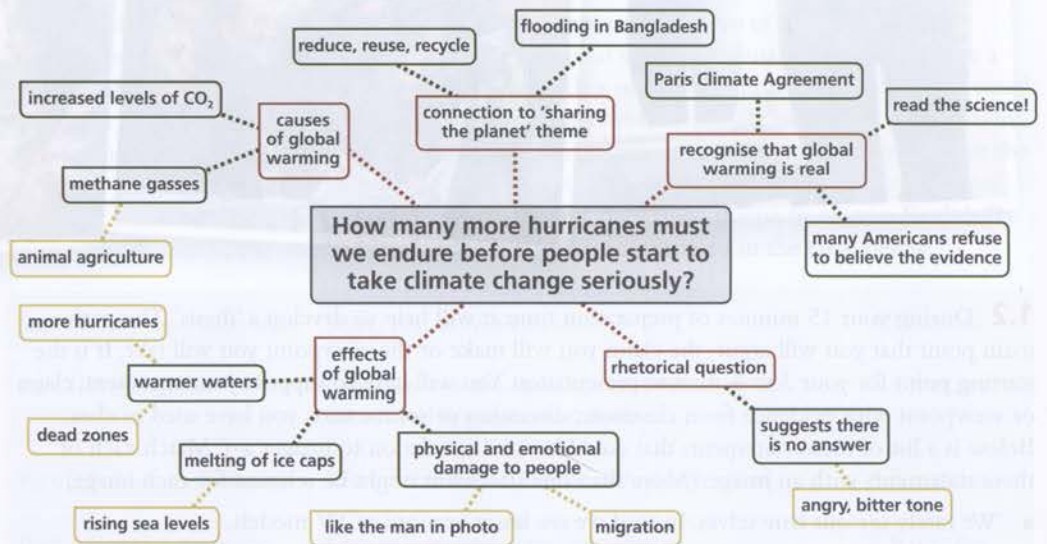 flooding in Bangladesh
reduce, reuse, recycle
Paris Climate Agreement
increased levels of CO₂
causes
of global
warming
connection to 'sharing
the planet' theme
read the science!
recognise that global
warming is real
methane gasses
animal agriculture
How many more hurricanes must
we endure before people start to
take climate change seriously?
many Americans refuse
to believe the evidence
more hurricanes
effects
of global
warming
rhetorical question
warmer waters
dead zones
melting of ice caps
physical and emotional
damage to people
suggests there
is no answer
rising sea levels
like the man in photo
migration
angry, bitter tone